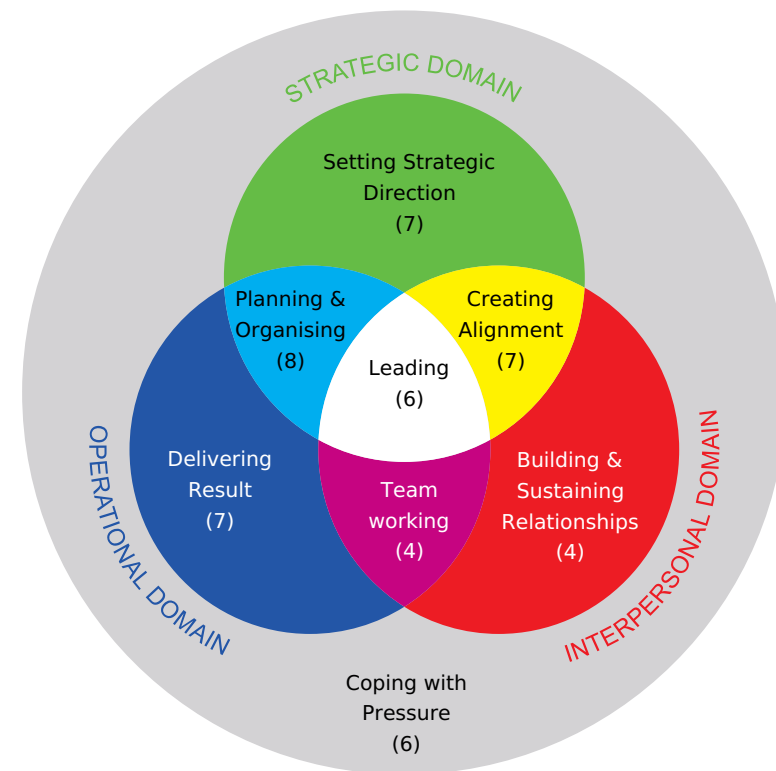 STRATEGIC DOMAIN
Setting Strategic
Direction
(7)
Planning &
Organising
(8)
Creating
Alignment
(7)
Leading
(6)
OPERATIONAL DOMAIN
Delivering
Result
(7)
Team
working
(4)
Building &
Sustaining
Relationships
(4)
INTERPERSONAL DOMAIN
Coping with
Pressure
(6)